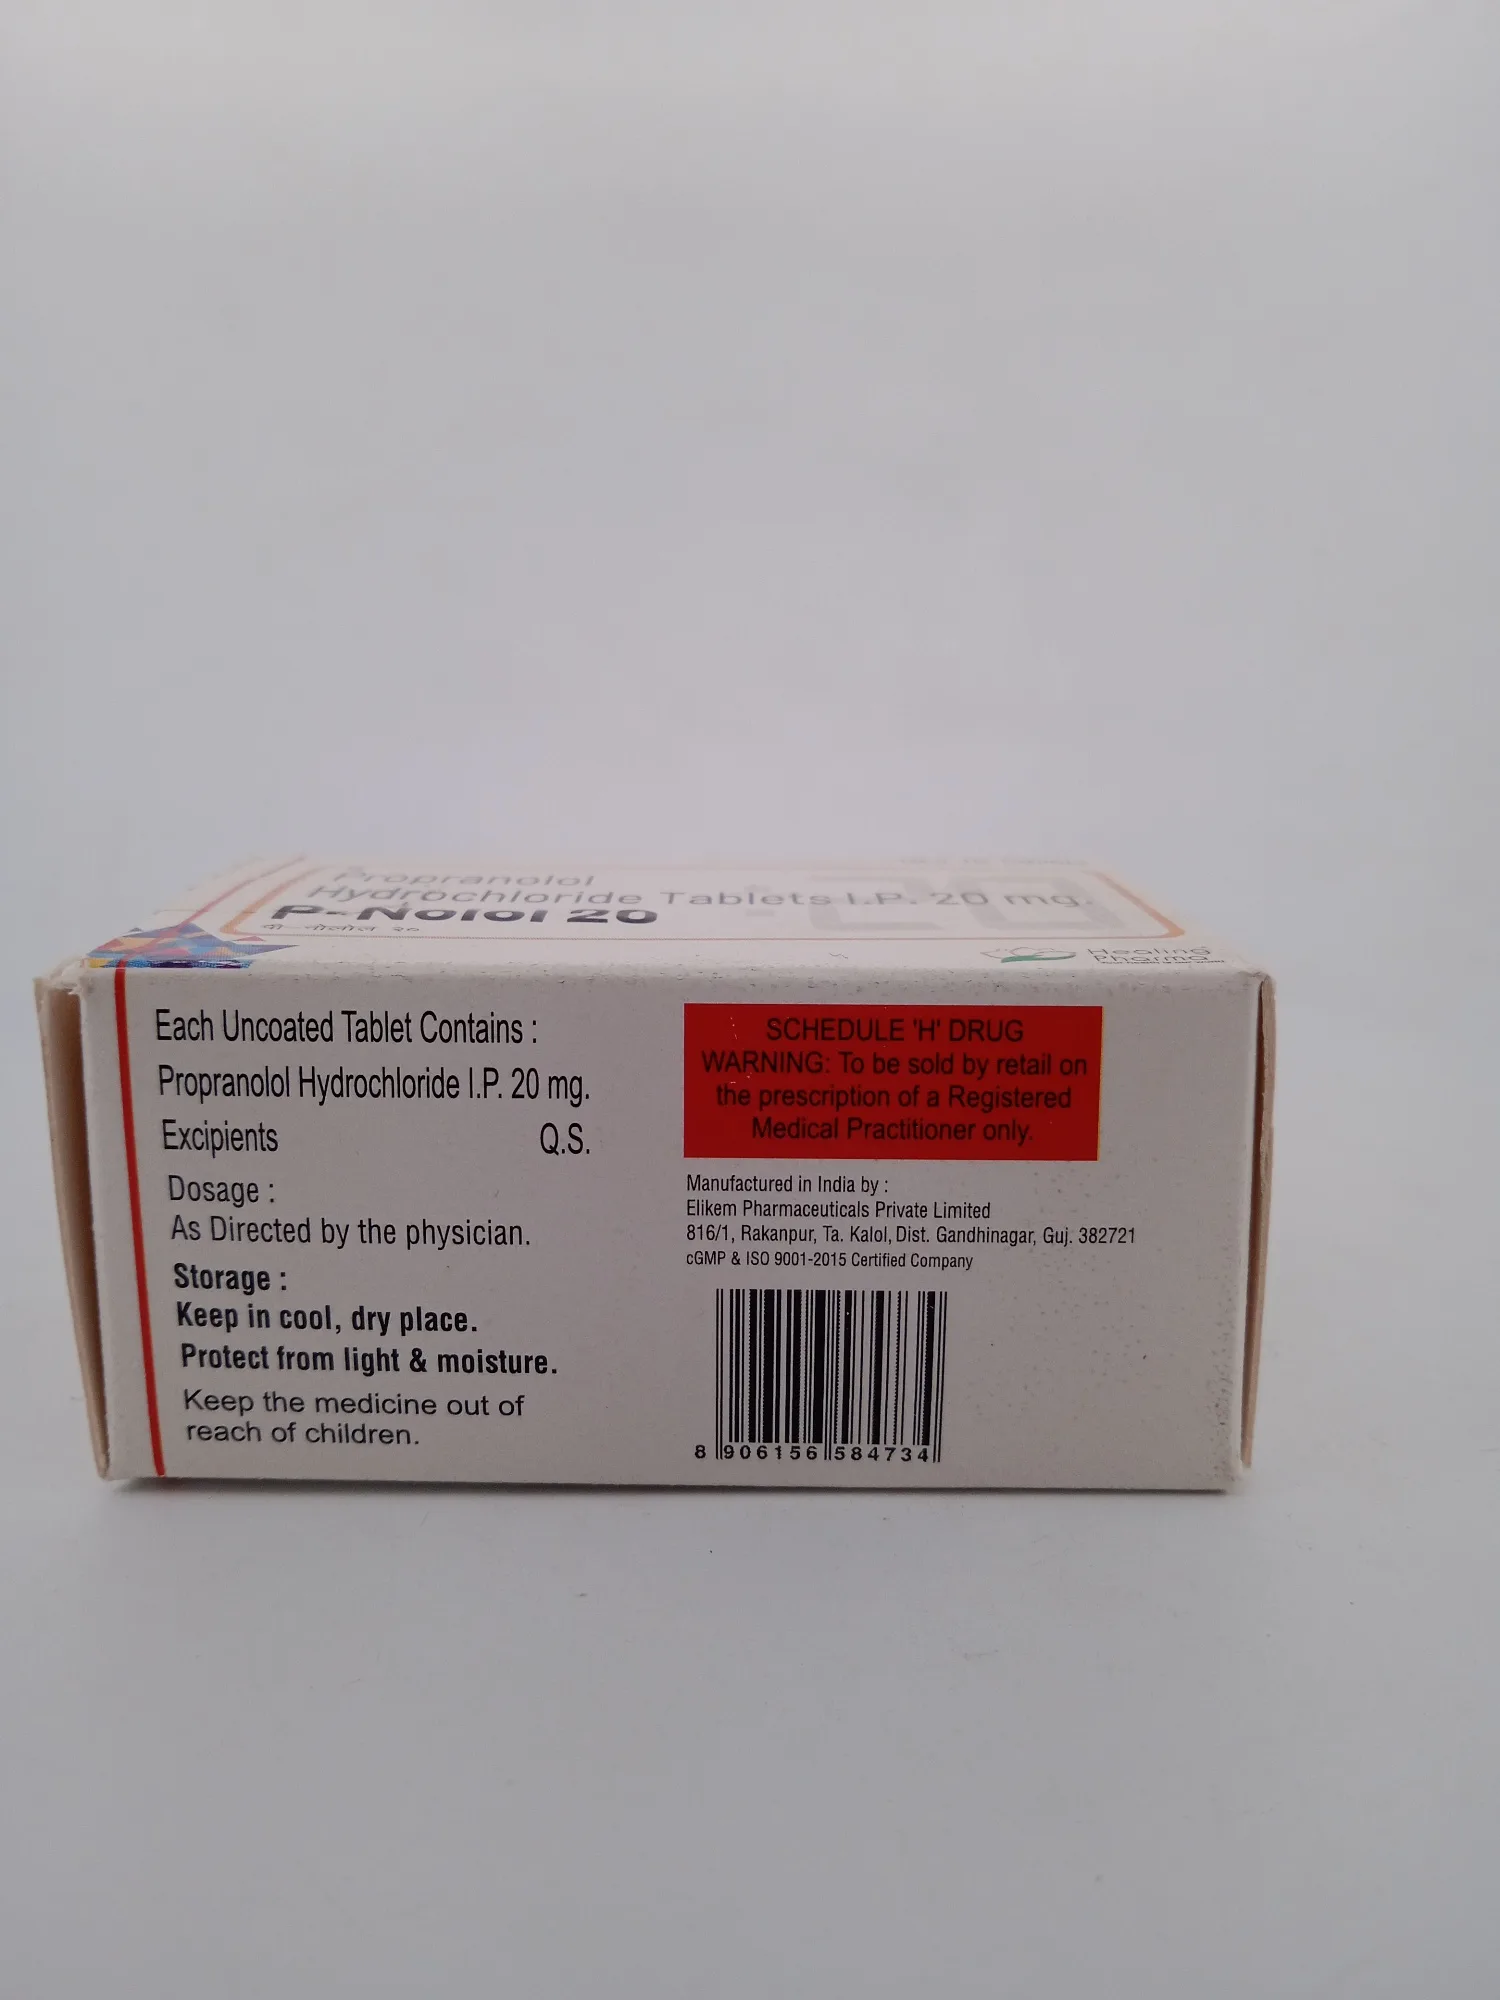 Propranolol
Hydrochloride Tablets I.P. 20 mg.
P-Nolol 20
पी-नोलोल २०
Healing
Pharma
Each Uncoated Tablet Contains :
Propranolol Hydrochloride I.P. 20 mg.
Excipients Q.S.
Dosage :
As Directed by the physician.
Storage :
Keep in cool, dry place.
Protect from light & moisture.
Keep the medicine out of
reach of children.
SCHEDULE 'H' DRUG
WARNING: To be sold by retail on
the prescription of a Registered
Medical Practitioner only.
Manufactured in India by :
Elikem Pharmaceuticals Private Limited
816/1, Rakanpur, Ta. Kalol, Dist. Gandhinagar, Guj. 382721
cGMP & ISO 9001-2015 Certified Company
8 906156 584734